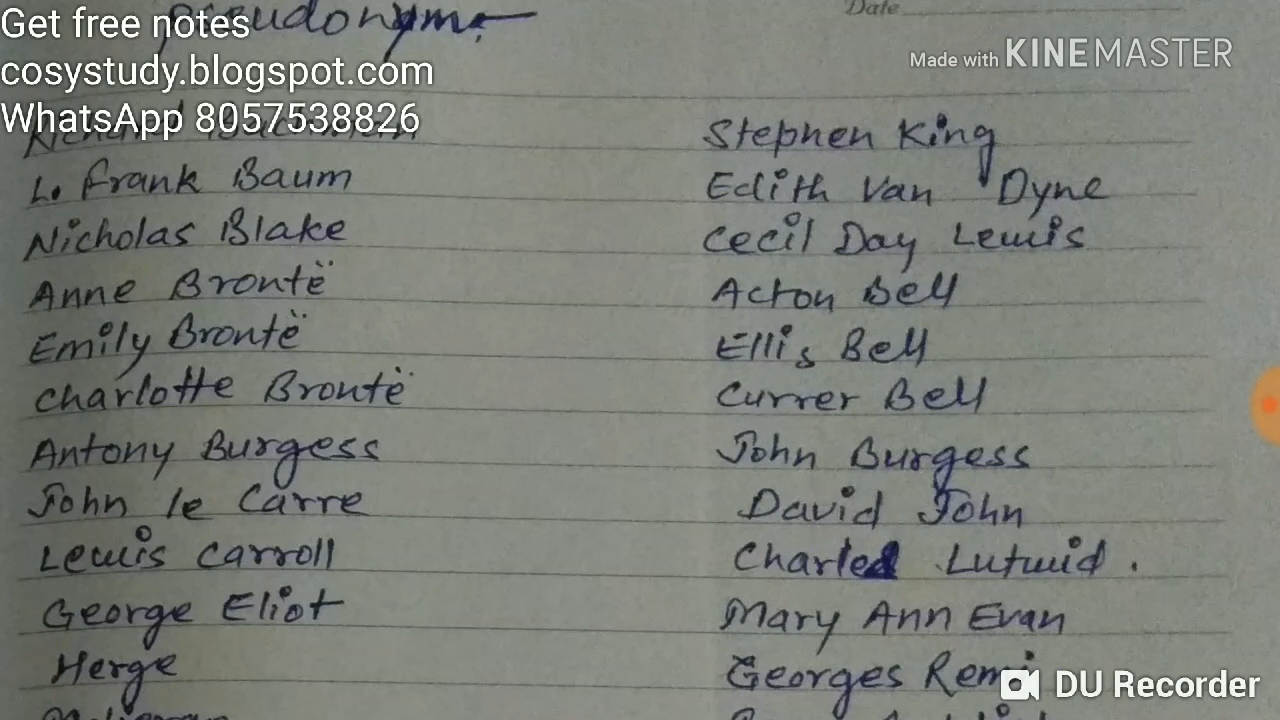 Get free notes
cosystudy.blogspot.com
WhatsApp 8057538826
pseudonym:
Date
Made with KINEMASTER
Stephen King
L. Frank Baum Edith Van Dyne
Nicholas Blake Cecil Day Lewis
Anne Brontë Acton Bell
Emily Brontë Ellis Bell
Charlotte Brontë Currer Bell
Antony Burgess John Burgess
John le Carre David John
Lewis Carroll Charled Lutwid.
George Eliot Mary Ann Evan
Herge Georges Remi
DU Recorder